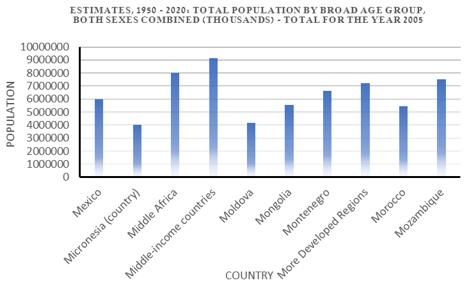 ESTIMATES, 1950 - 2020: TOTAL POPULATION BY BROAD AGE GROUP,
BOTH SEXES COMBINED (THOUSANDS) - TOTAL FOR THE YEAR 2005
10000000
9000000
8000000
7000000
6000000
5000000
4000000
3000000
2000000
1000000
0
POPULATION
Mexico
Micronesia (country)
Middle Africa
Middle-income countries
Moldova
Mongolia
Montenegro
More Developed Regions
Morocco
Mozambique
COUNTRY